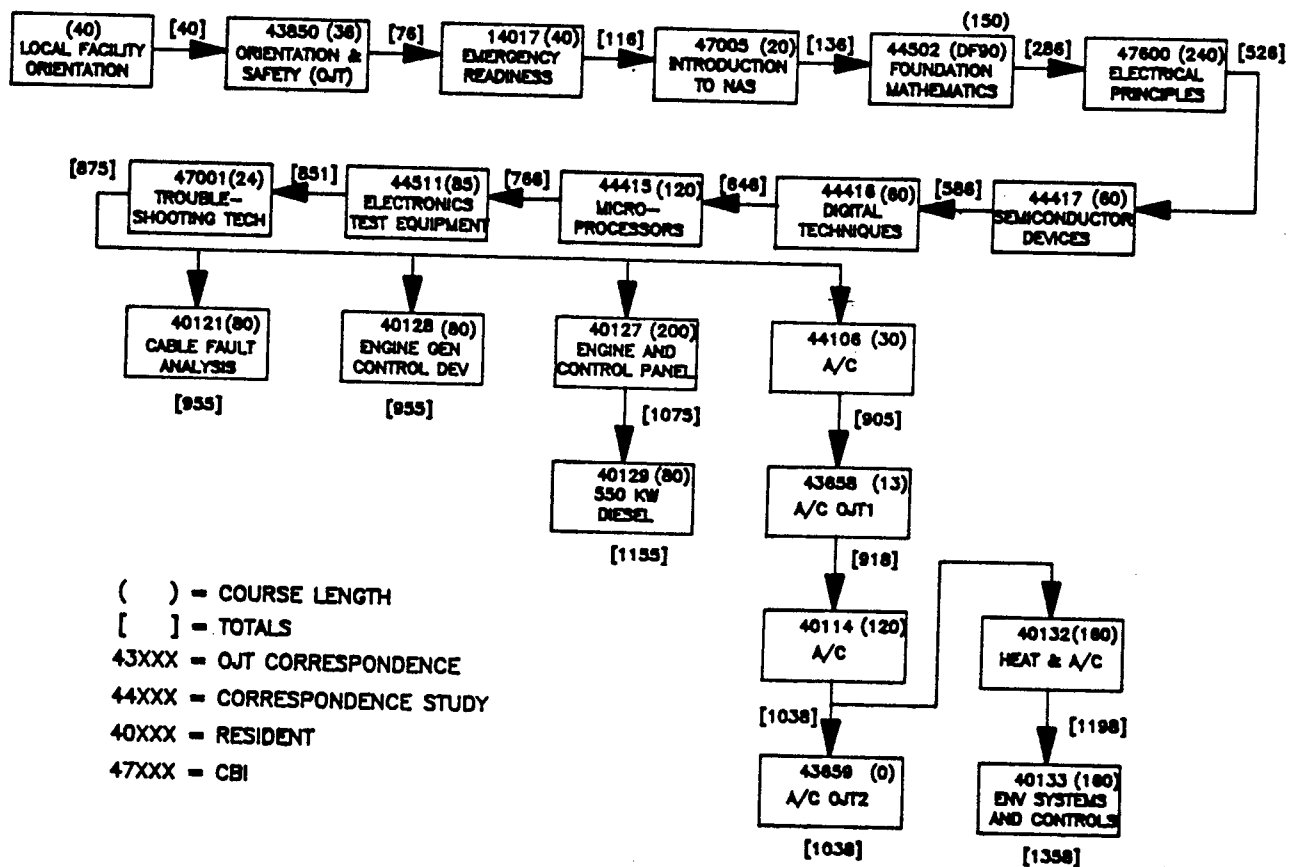 (40)
LOCAL FACILITY
ORIENTATION
[40]
43850 (36)
ORIENTATION &
SAFETY (OJT)
[76]
14017 (40)
EMERGENCY
READINESS
[116]
47005 (20)
INTRODUCTION
TO NAS
[136]
(150)
44502 (DF90)
FOUNDATION
MATHEMATICS
[286]
47600 (240)
ELECTRICAL
PRINCIPLES
[526]
[875]
47001 (24)
TROUBLE-
SHOOTING TECH
[851]
44511 (85)
ELECTRONICS
TEST EQUIPMENT
[766]
44415 (120)
MICRO-
PROCESSORS
[646]
44416 (60)
DIGITAL
TECHNIQUES
[586]
44417 (60)
SEMICONDUCTOR
DEVICES
40121 (80)
CABLE FAULT
ANALYSIS
[955]
40128 (80)
ENGINE GEN
CONTROL DEV
[955]
40127 (200)
ENGINE AND
CONTROL PANEL
[1075]
44106 (30)
A/C
[905]
40129 (80)
550 KW
DIESEL
[1155]
43658 (13)
A/C OJT1
[918]
40114 (120)
A/C
[1038]
40132 (160)
HEAT & A/C
[1198]
43659 (0)
A/C OJT2
[1038]
40133 (160)
ENV SYSTEMS
AND CONTROLS
[1358]
( ) = COURSE LENGTH
[ ] = TOTALS
43XXX = OJT CORRESPONDENCE
44XXX = CORRESPONDENCE STUDY
40XXX = RESIDENT
47XXX = CBI